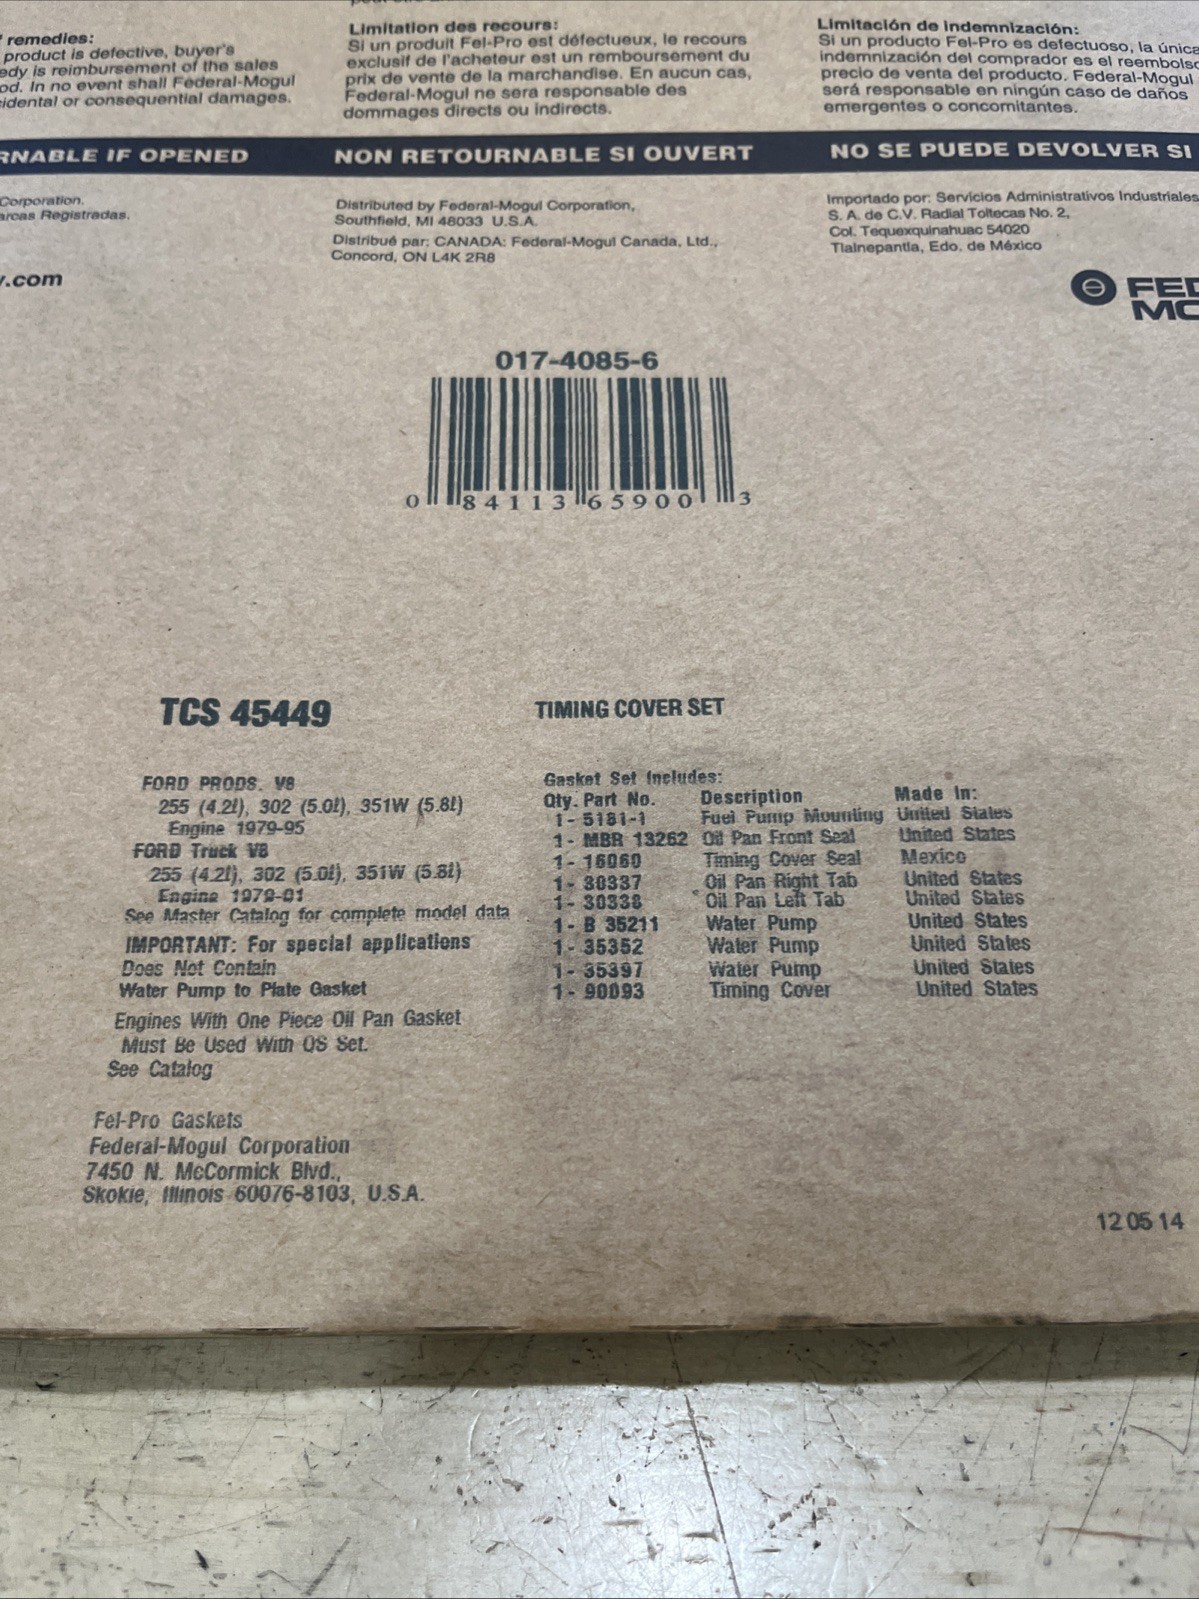 remedies:
product is defective, buyer's
edy is reimbursement of the sales
od. In no event shall Federal-Mogul
cidental or consequential damages.
Limitation des recours:
Si un produit Fel-Pro est défectueux, le recours
exclusif de l'acheteur est un remboursement du
prix de vente de la marchandise. En aucun cas,
Federal-Mogul ne sera responsable des
dommages directs ou indirects.
Limitación de indemnización:
Si un producto Fel-Pro es defectuoso, la única
indemnización del comprador es el reembolso
precio de venta del producto. Federal-Mogul
será responsable en ningún caso de daños
emergentes o concomitantes.
RNABLE IF OPENED
NON RETOURNABLE SI OUVERT
NO SE PUEDE DEVOLVER SI
Corporation.
arcas Registradas.
Distributed by Federal-Mogul Corporation,
Southfield, MI 48033 U.S.A.
Distribué par: CANADA: Federal-Mogul Canada, Ltd.,
Concord, ON L4K 2R8
Importado por: Servicios Administrativos Industriales
S. A. de C.V. Radial Toltecas No. 2,
Col. Tequexquinahuac 54020
Tlalnepantla, Edo. de México
y.com
FED
MO
017-4085-6
0 84113 65900 3
TCS 45449
TIMING COVER SET
FORD PRODS. V8
255 (4.2ℓ), 302 (5.0ℓ), 351W (5.8ℓ)
Engine 1979-95
FORD Truck V8
255 (4.2ℓ), 302 (5.0ℓ), 351W (5.8ℓ)
Engine 1979-01
See Master Catalog for complete model data
IMPORTANT: For special applications
Does Not Contain
Water Pump to Plate Gasket
Engines With One Piece Oil Pan Gasket
Must Be Used With OS Set.
See Catalog
Fel-Pro Gaskets
Federal-Mogul Corporation
7450 N. McCormick Blvd.,
Skokie, Illinois 60076-8103, U.S.A.
Gasket Set Includes:
Qty. Part No. Description Made In:
1 - 5181-1 Fuel Pump Mounting United States
1 - MBR 13262 Oil Pan Front Seal United States
1 - 16060 Timing Cover Seal Mexico
1 - 30337 Oil Pan Right Tab United States
1 - 30338 Oil Pan Left Tab United States
1 - B 35211 Water Pump United States
1 - 35352 Water Pump United States
1 - 35397 Water Pump United States
1 - 90093 Timing Cover United States
12 05 14